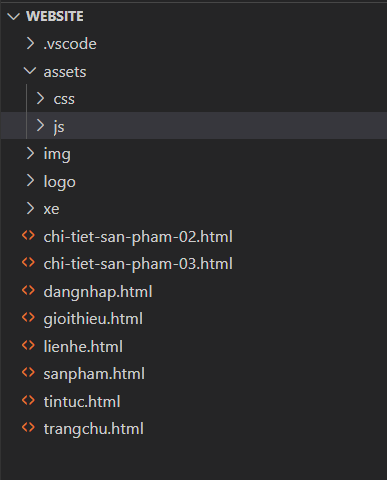 WEBSITE
.vscode
assets
css
js
img
logo
xe
chi-tiet-san-pham-02.html
chi-tiet-san-pham-03.html
dangnhap.html
gioithieu.html
lienhe.html
sanpham.html
tintuc.html
trangchu.html